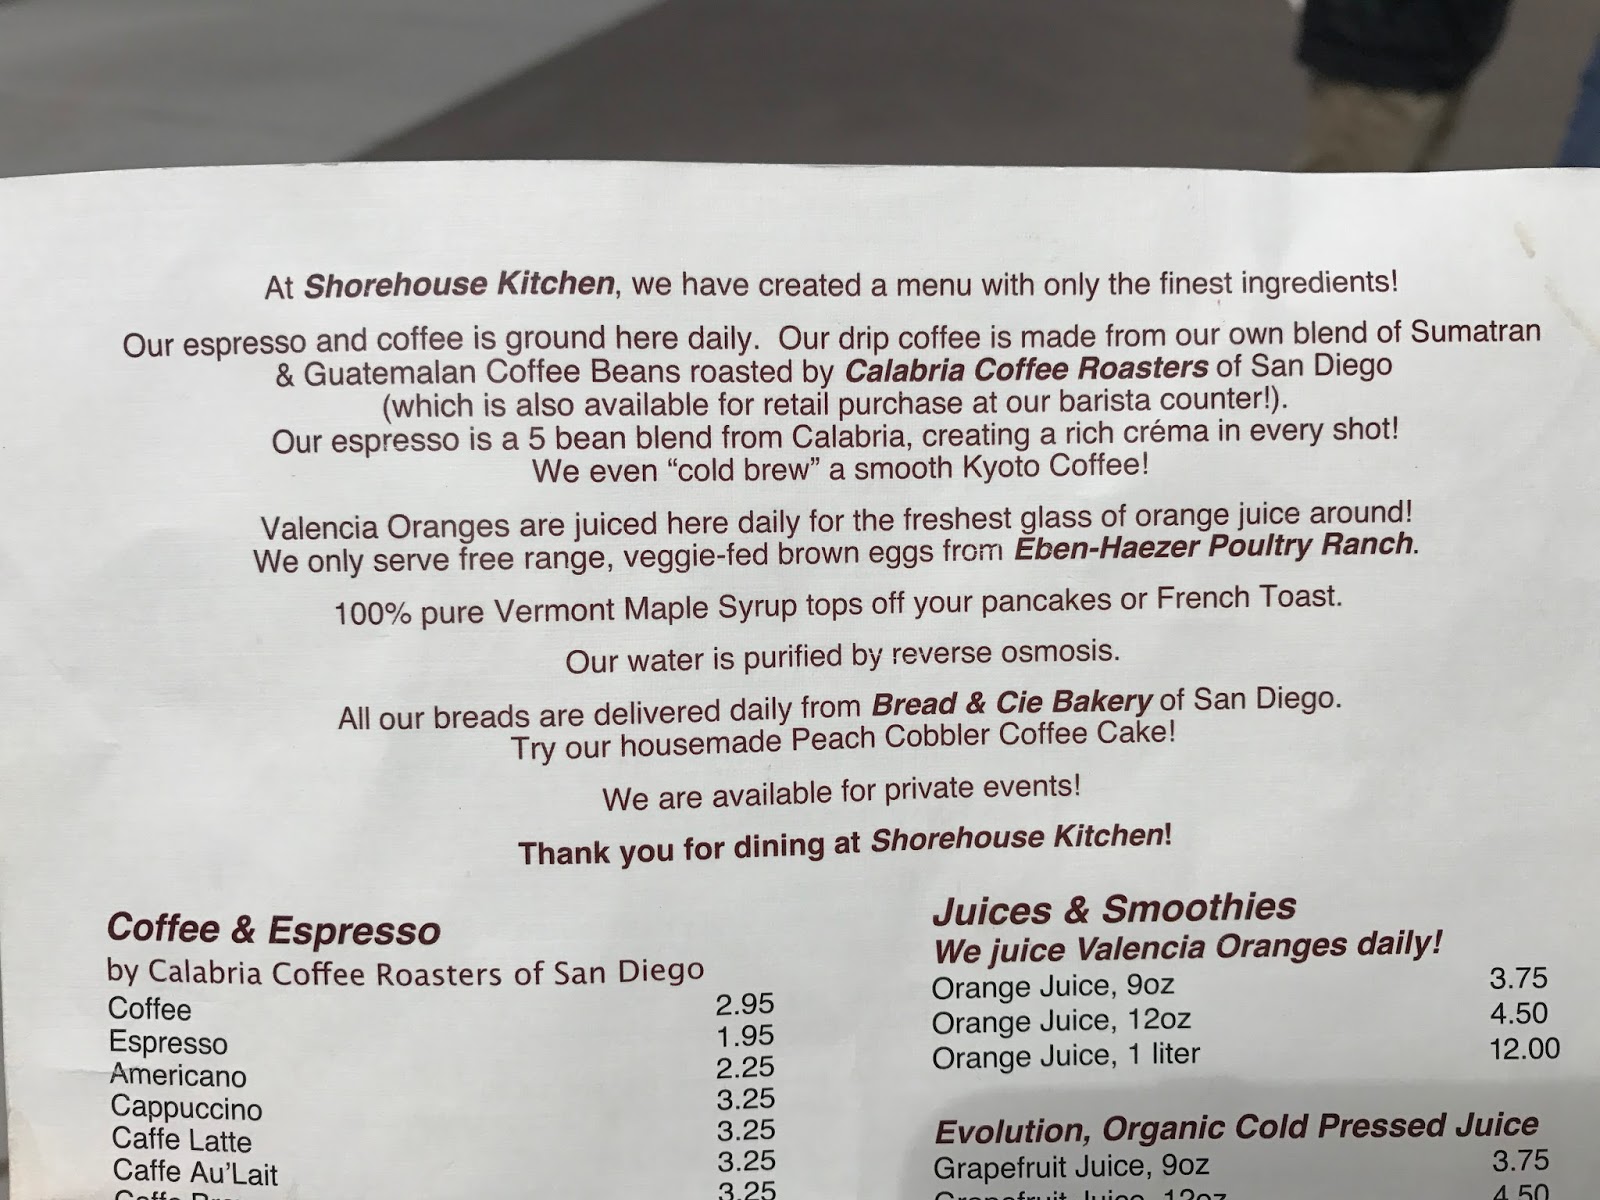 At Shorehouse Kitchen, we have created a menu with only the finest ingredients!
Our espresso and coffee is ground here daily. Our drip coffee is made from our own blend of Sumatran
& Guatemalan Coffee Beans roasted by Calabria Coffee Roasters of San Diego
(which is also available for retail purchase at our barista counter!).
Our espresso is a 5 bean blend from Calabria, creating a rich créma in every shot!
We even “cold brew” a smooth Kyoto Coffee!
Valencia Oranges are juiced here daily for the freshest glass of orange juice around!
We only serve free range, veggie-fed brown eggs from Eben-Haezer Poultry Ranch.
100% pure Vermont Maple Syrup tops off your pancakes or French Toast.
Our water is purified by reverse osmosis.
All our breads are delivered daily from Bread & Cie Bakery of San Diego.
Try our housemade Peach Cobbler Coffee Cake!
We are available for private events!
Thank you for dining at Shorehouse Kitchen!
Coffee & Espresso
by Calabria Coffee Roasters of San Diego
Coffee 2.95
Espresso 1.95
Americano 2.25
Cappuccino 3.25
Caffe Latte 3.25
Caffe Au'Lait 3.25
3.25
Juices & Smoothies
We juice Valencia Oranges daily!
Orange Juice, 9oz 3.75
Orange Juice, 12oz 4.50
Orange Juice, 1 liter 12.00
Evolution, Organic Cold Pressed Juice
Grapefruit Juice, 9oz 3.75
Grapefruit Juice, 12oz 4.50